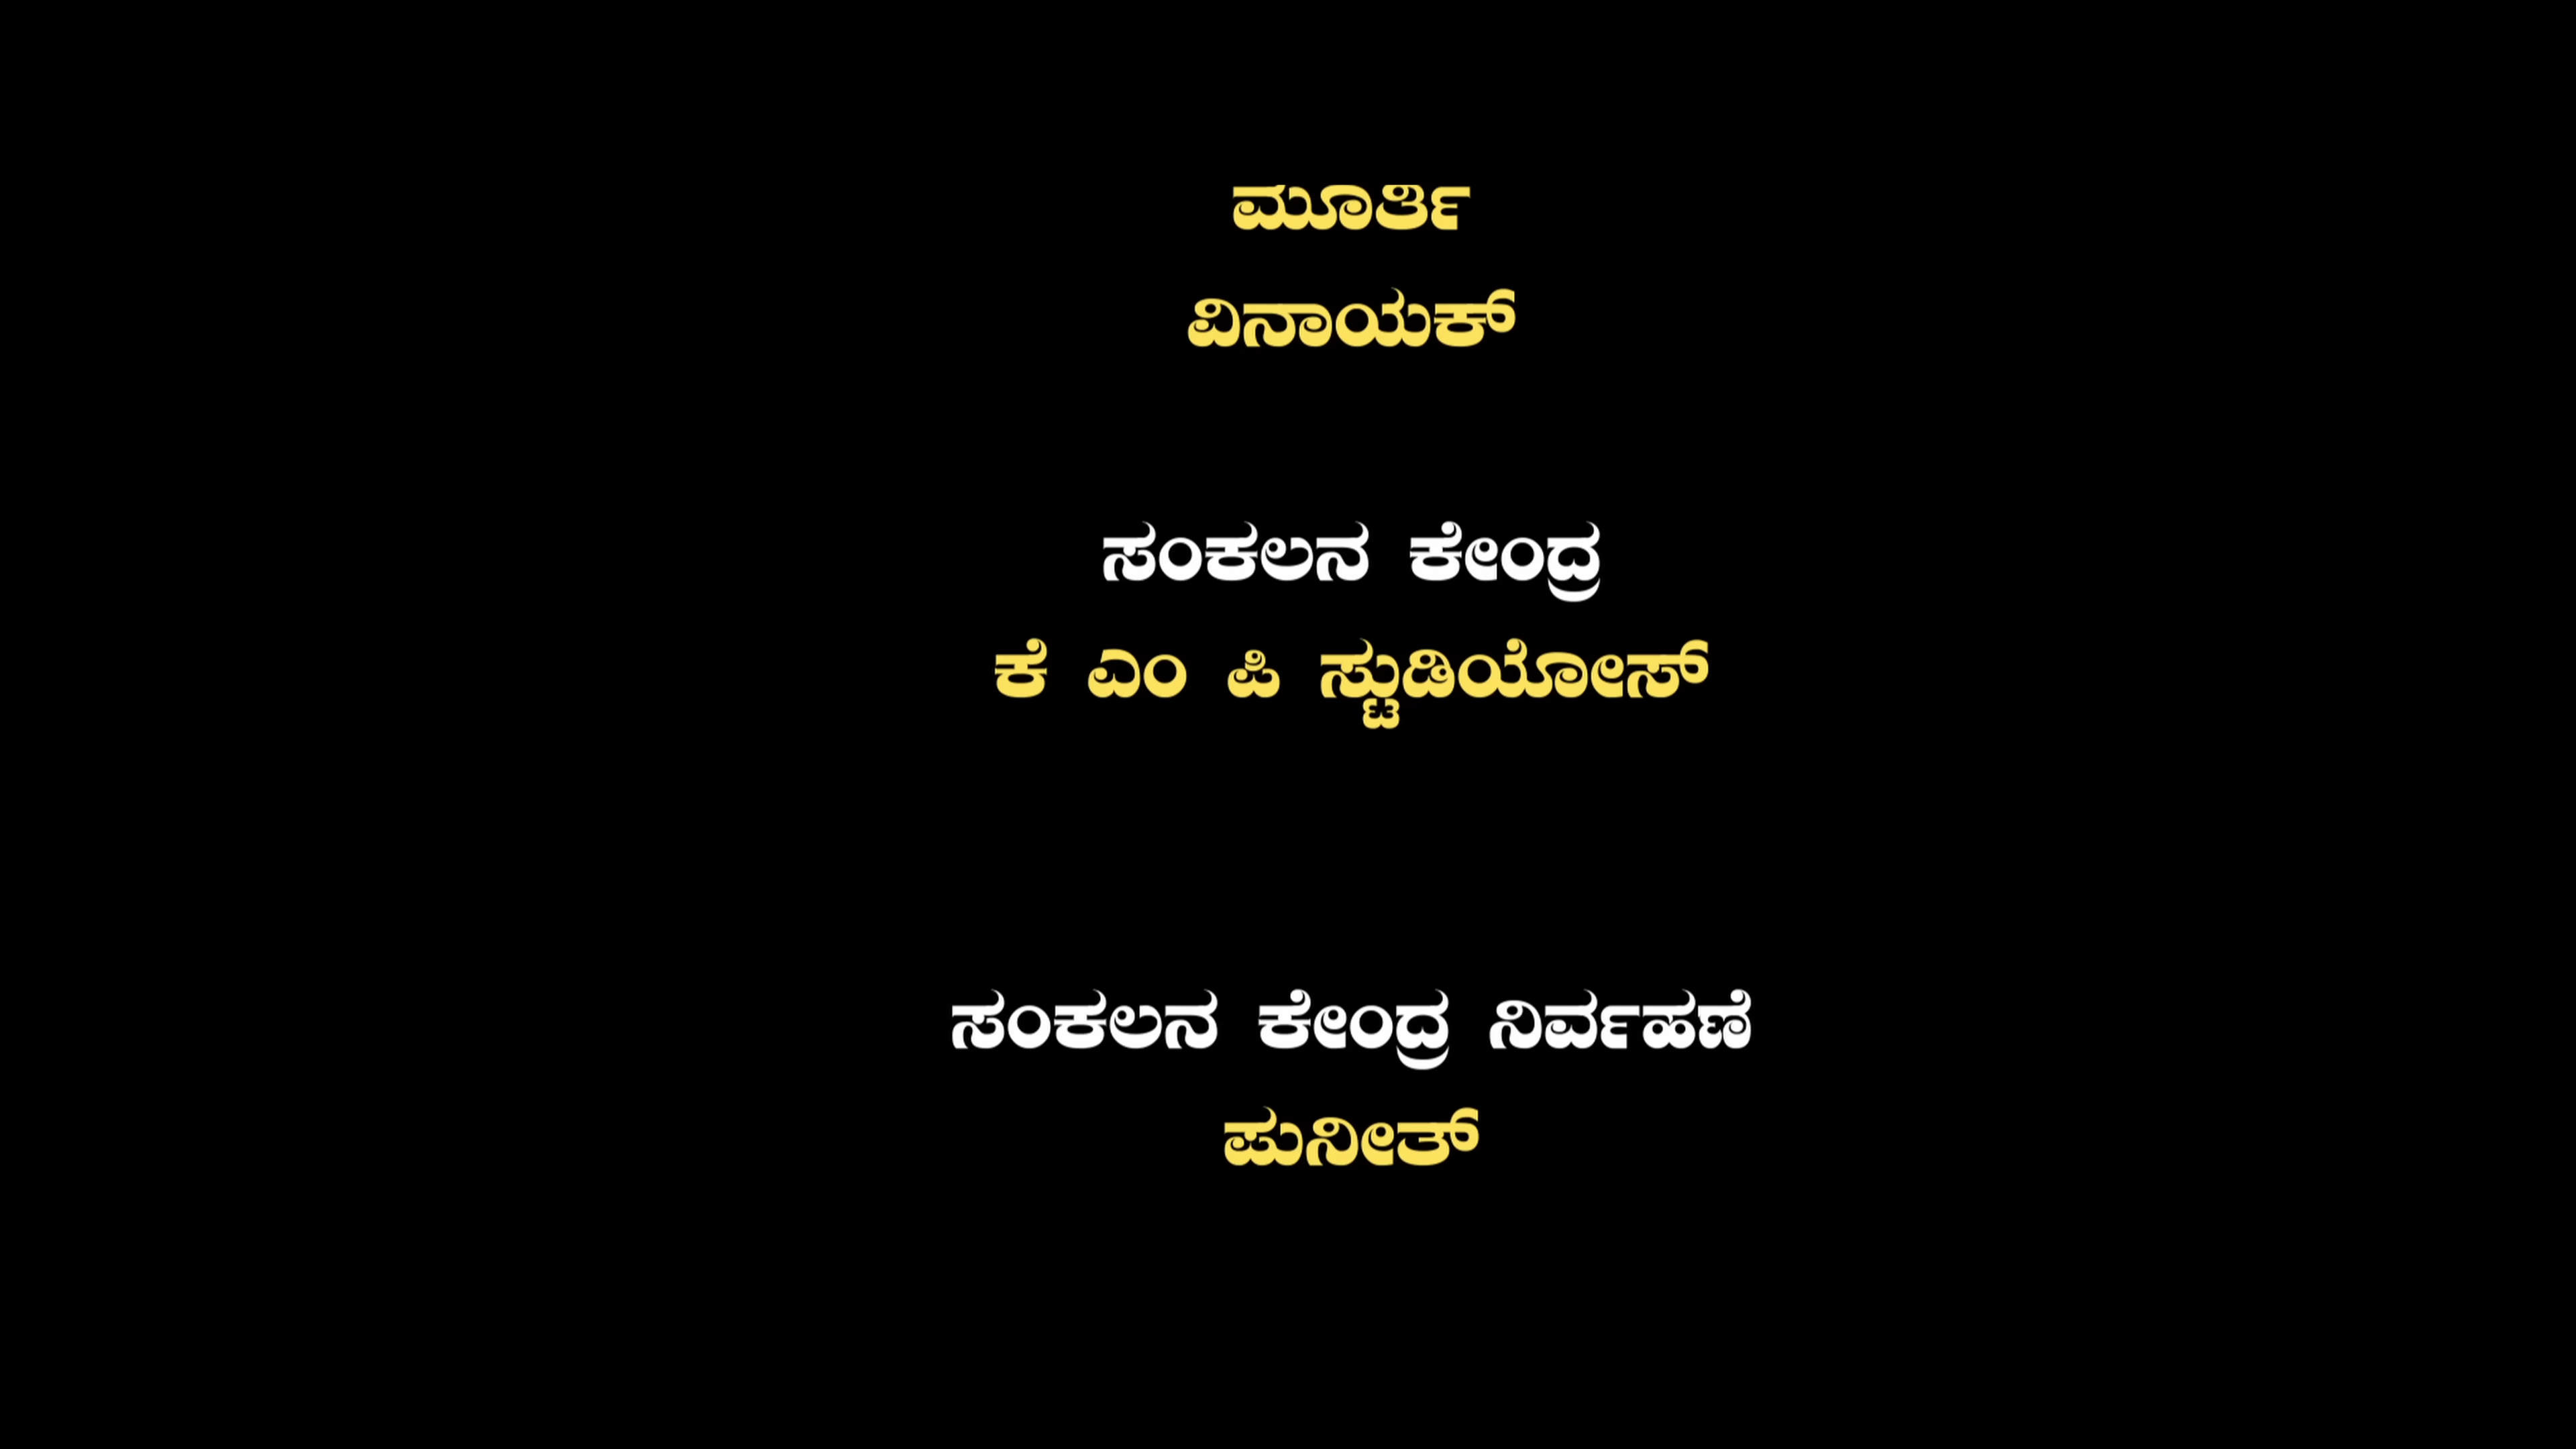 ಮೂರ್ತಿ
ವಿನಾಯಕ್
ಸಂಕಲನ ಕೇಂದ್ರ
ಕೆ ಎಂ ಪಿ ಸ್ಟುಡಿಯೋಸ್
ಸಂಕಲನ ಕೇಂದ್ರ ನಿರ್ವಹಣೆ
ಪುನೀತ್